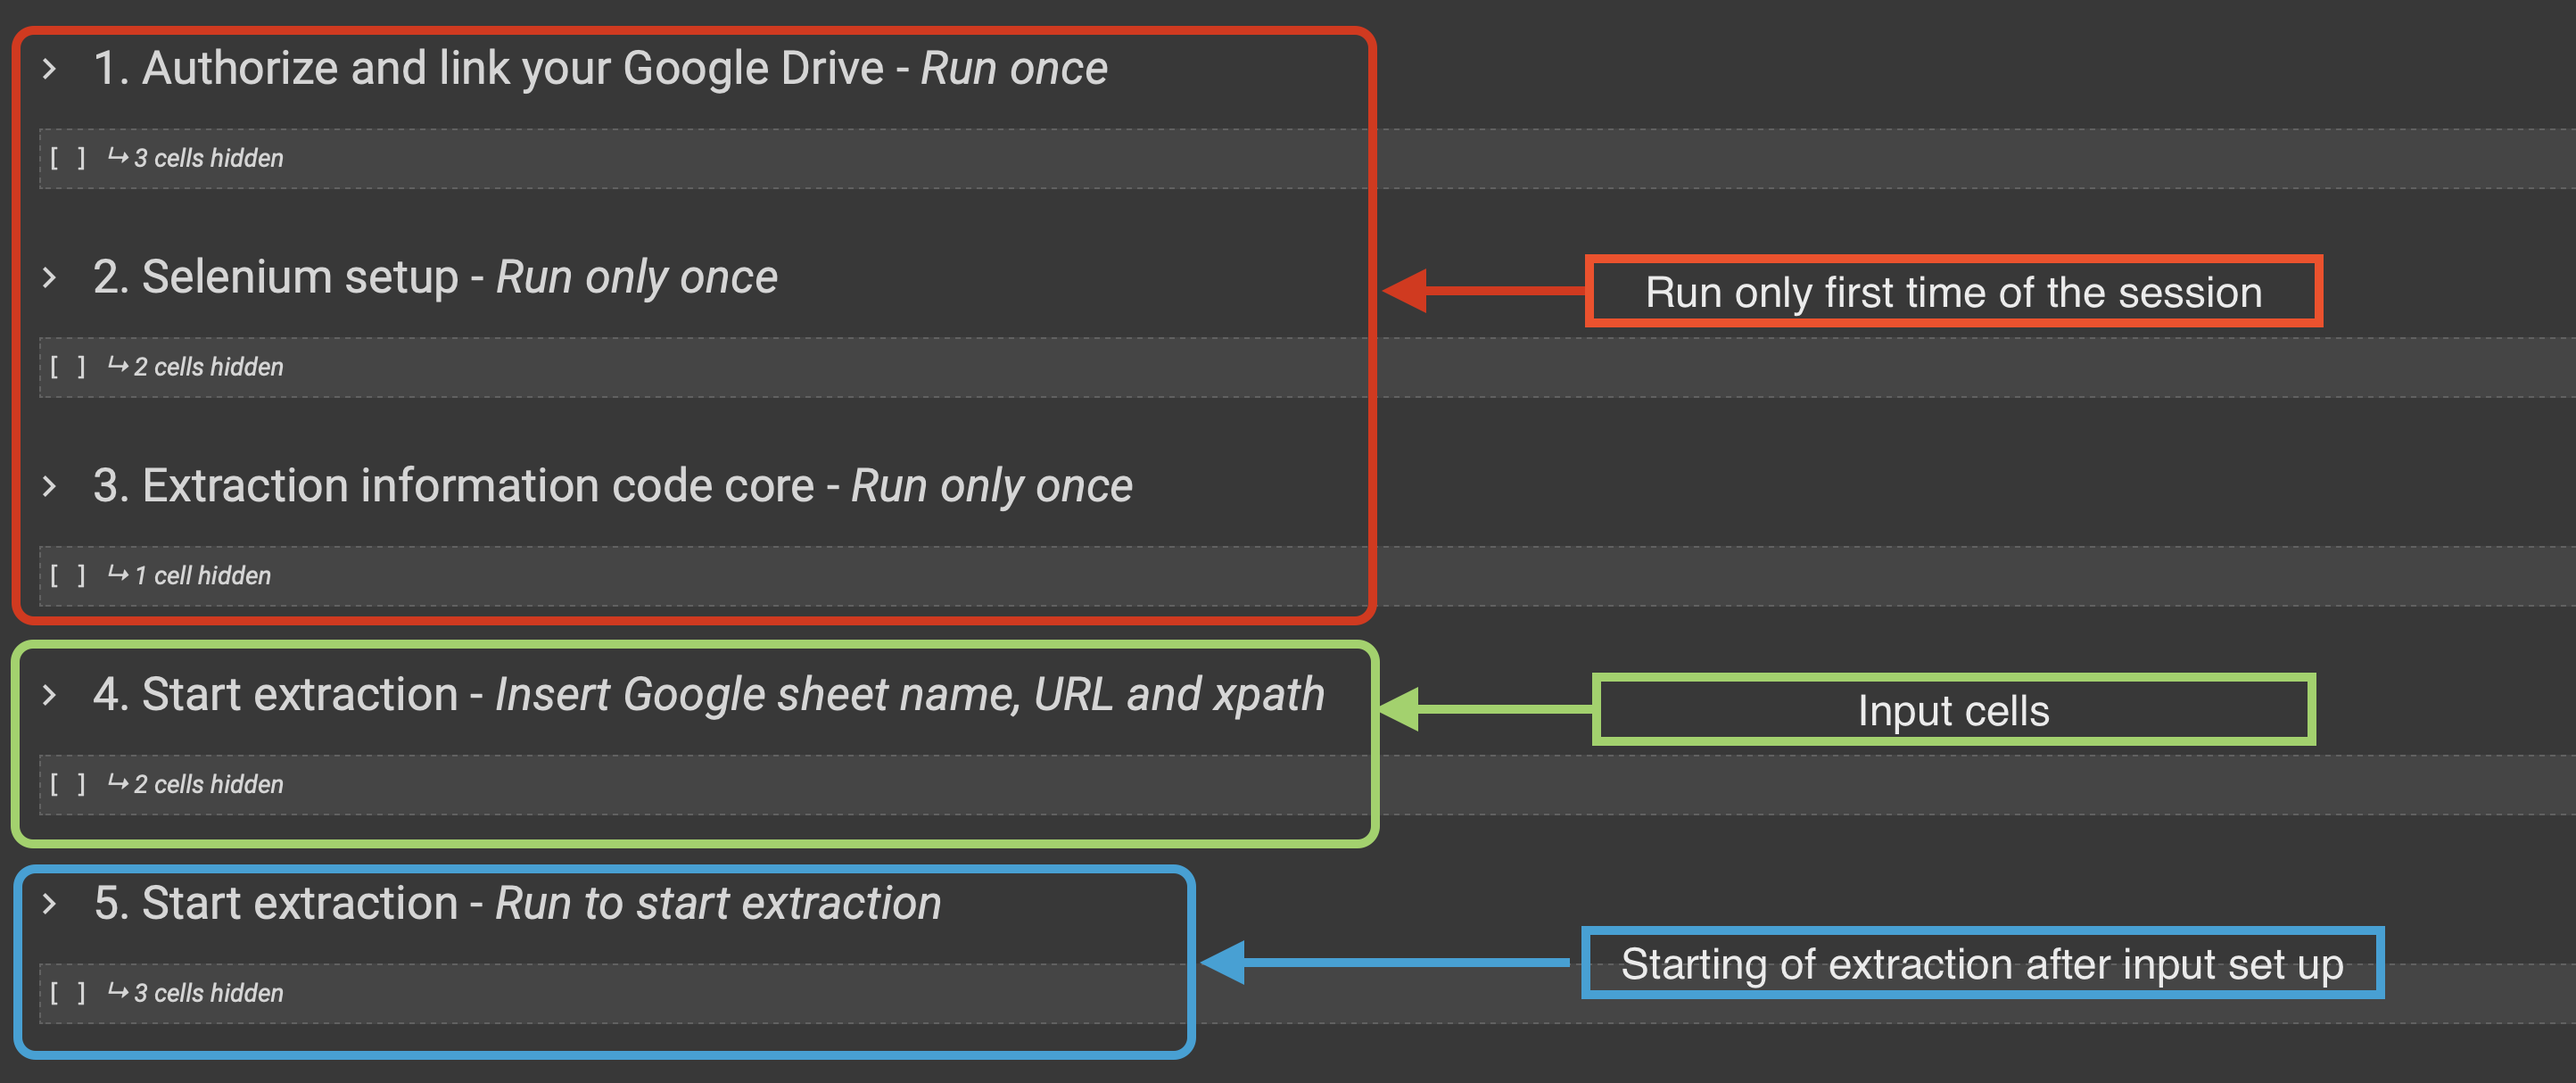 1. Authorize and link your Google Drive - Run once
[ ] ↳ 3 cells hidden
2. Selenium setup - Run only once
Run only first time of the session
[ ] ↳ 2 cells hidden
3. Extraction information code core - Run only once
[ ] ↳ 1 cell hidden
4. Start extraction - Insert Google sheet name, URL and xpath
Input cells
[ ] ↳ 2 cells hidden
5. Start extraction - Run to start extraction
Starting of extraction after input set up
[ ] ↳ 3 cells hidden